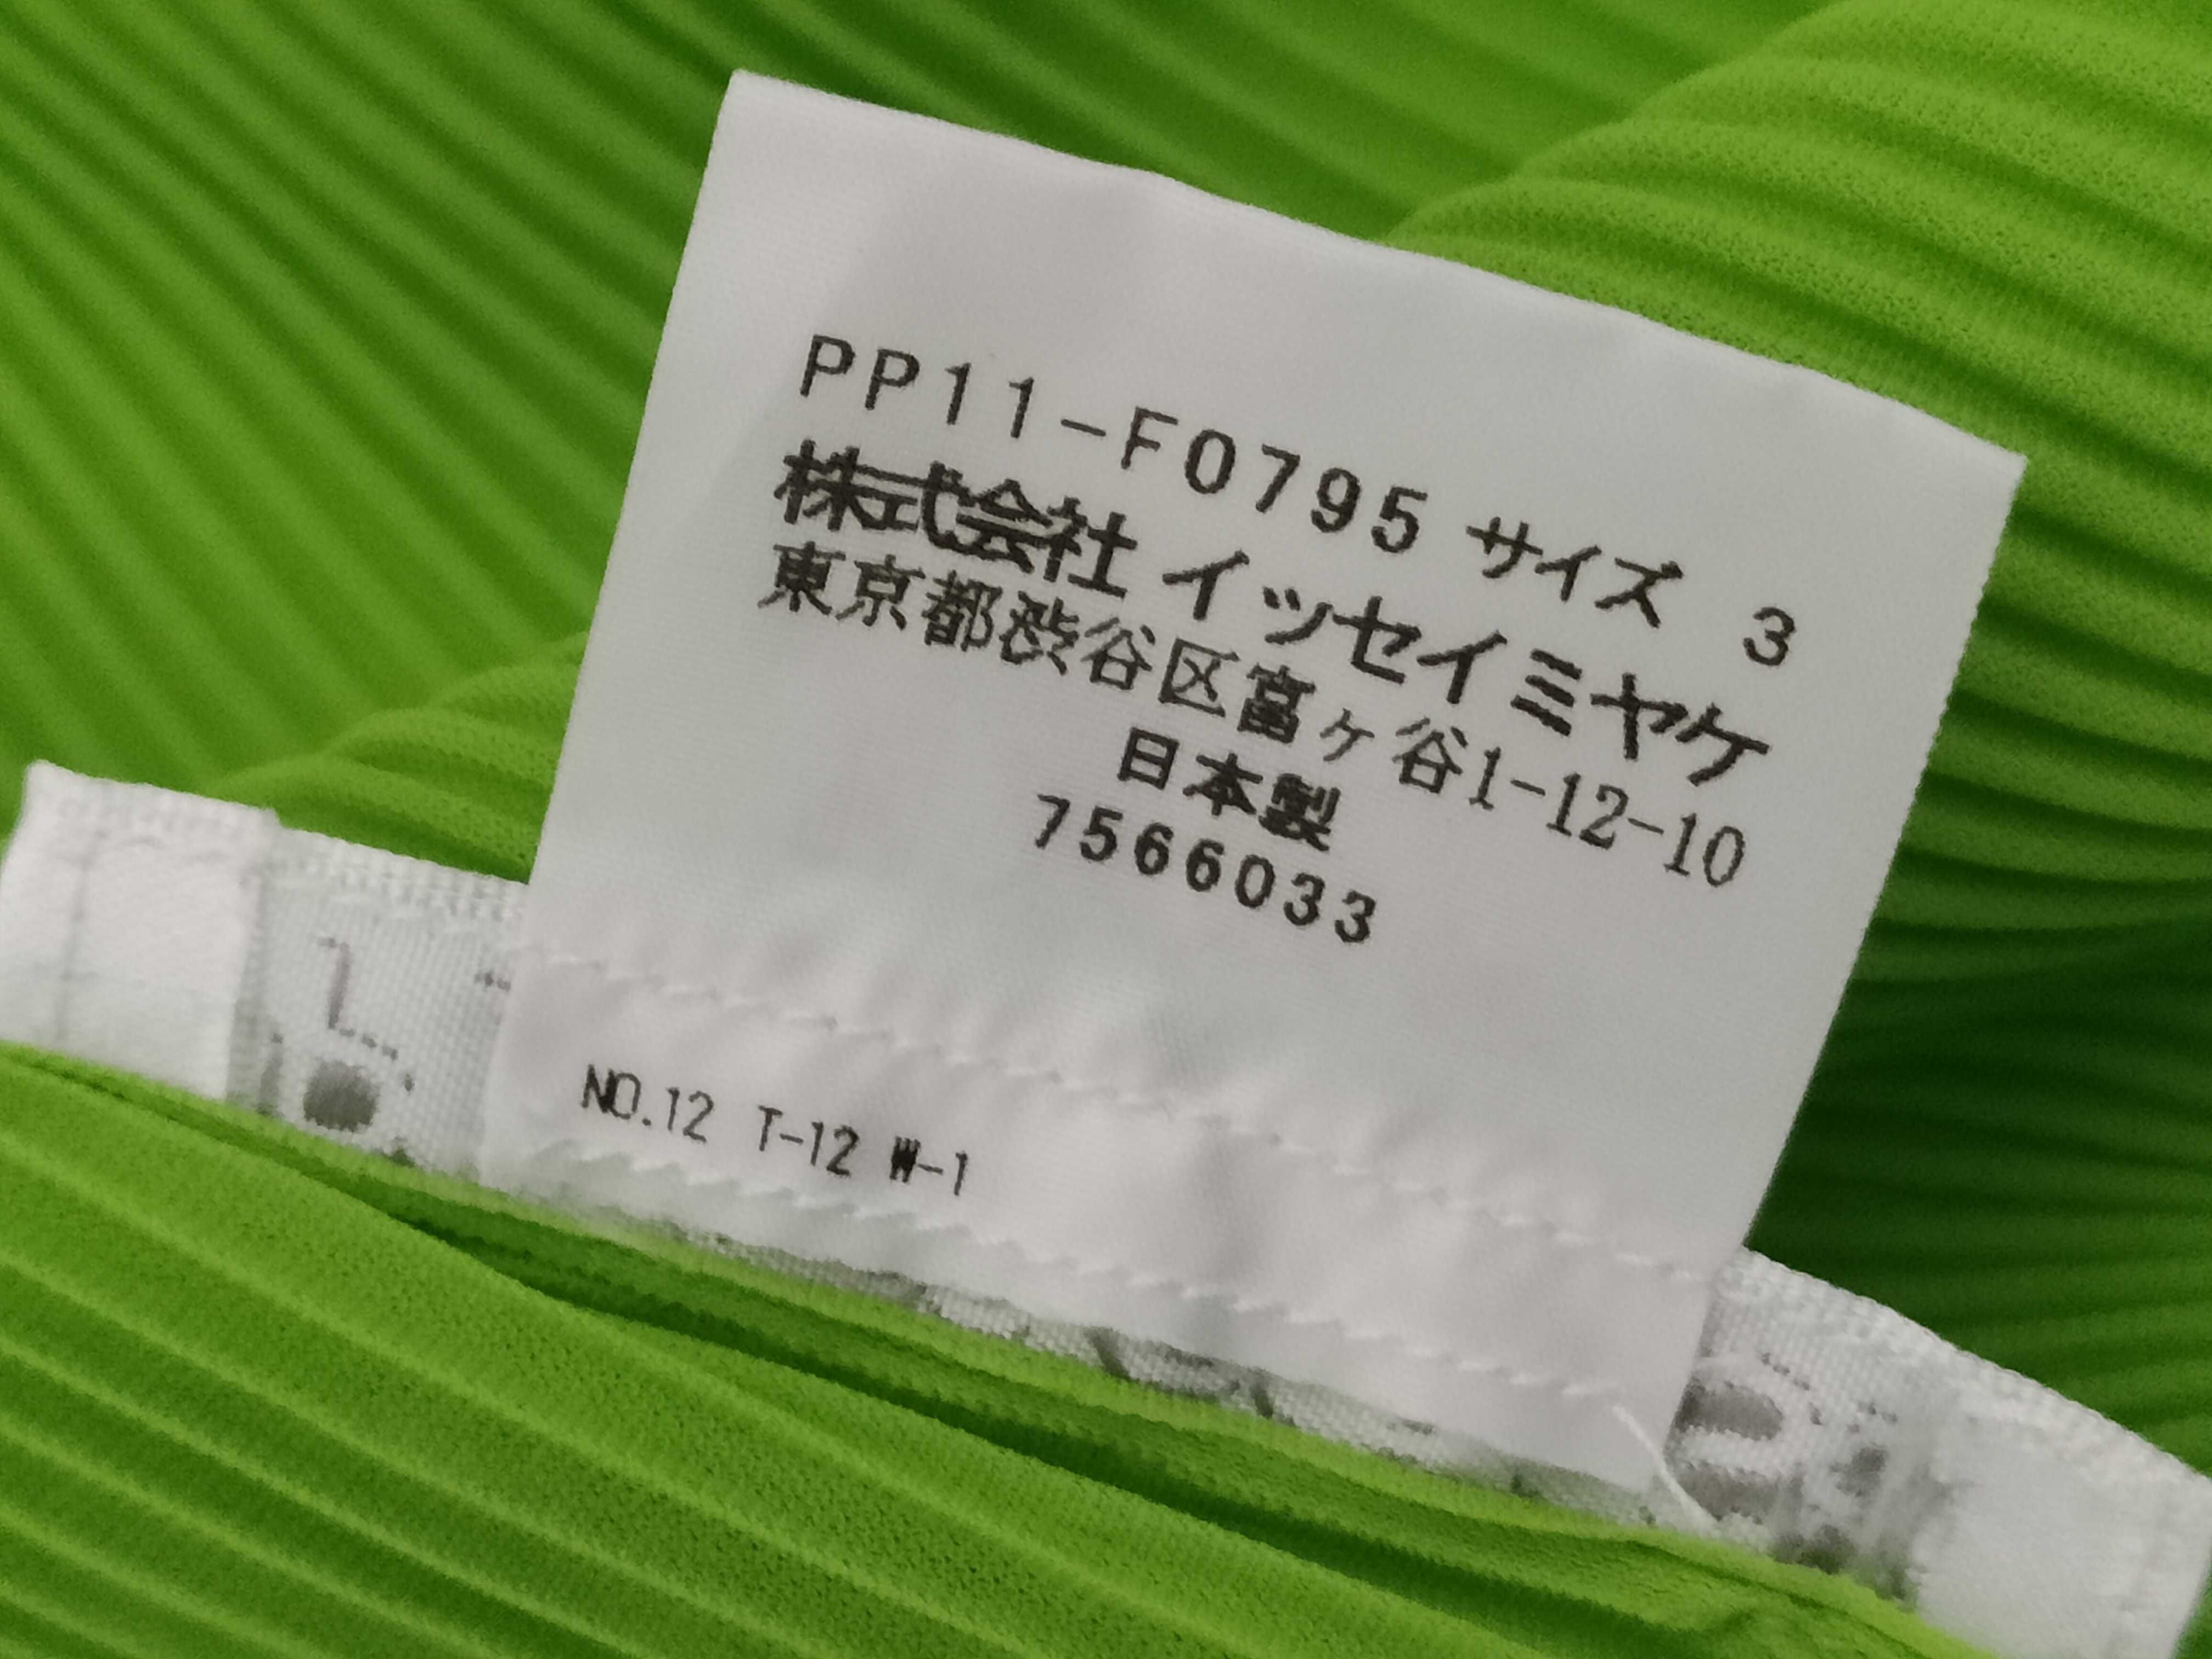 PP11-F0795 サイズ 3
株式会社 イッセイミヤケ
東京都渋谷区富ヶ谷1-12-10
日本製
7566033
NO.12 T-12 W-1